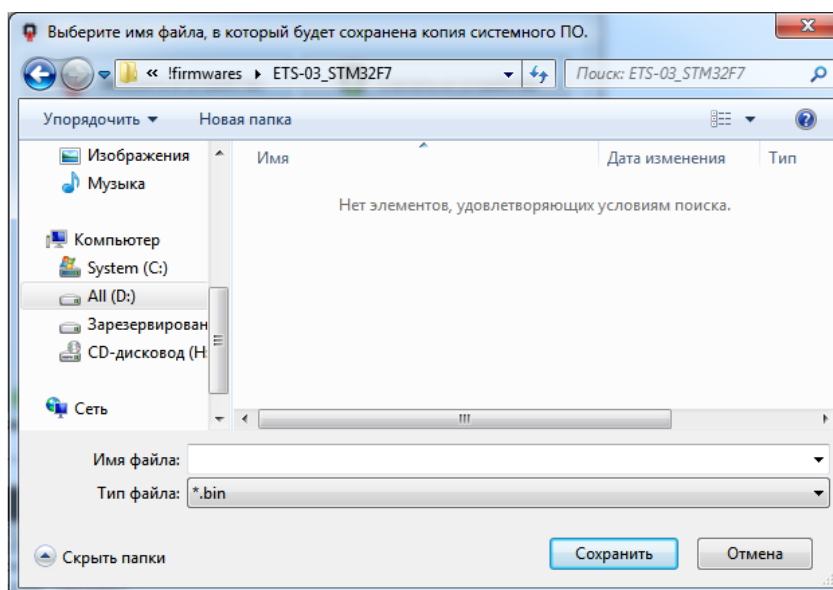 Выберите имя файла, в который будет сохранена копия системного ПО.
« !firmwares ▸ ETS-03_STM32F7
Поиск: ETS-03_STM32F7
Упорядочить Новая папка
Изображения
Музыка
Компьютер
System (C:)
All (D:)
Зарезервирован
CD-дисковод (H:
Сеть
Имя Дата изменения Тип
Нет элементов, удовлетворяющих условиям поиска.
Имя файла:
Тип файла: *.bin
Скрыть папки Сохранить Отмена